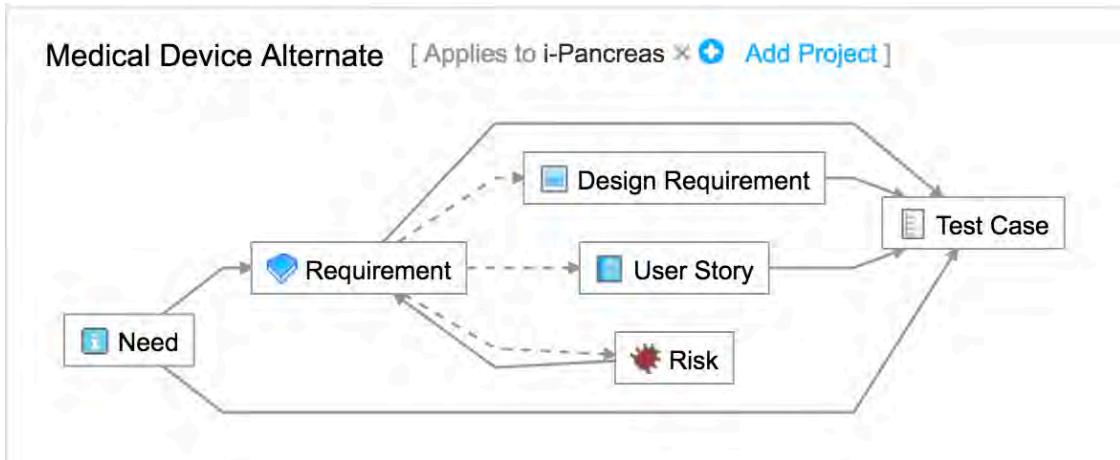 Medical Device Alternate [ Applies to i-Pancreas × Add Project ]
Design Requirement
Test Case
Requirement
User Story
Need
Risk